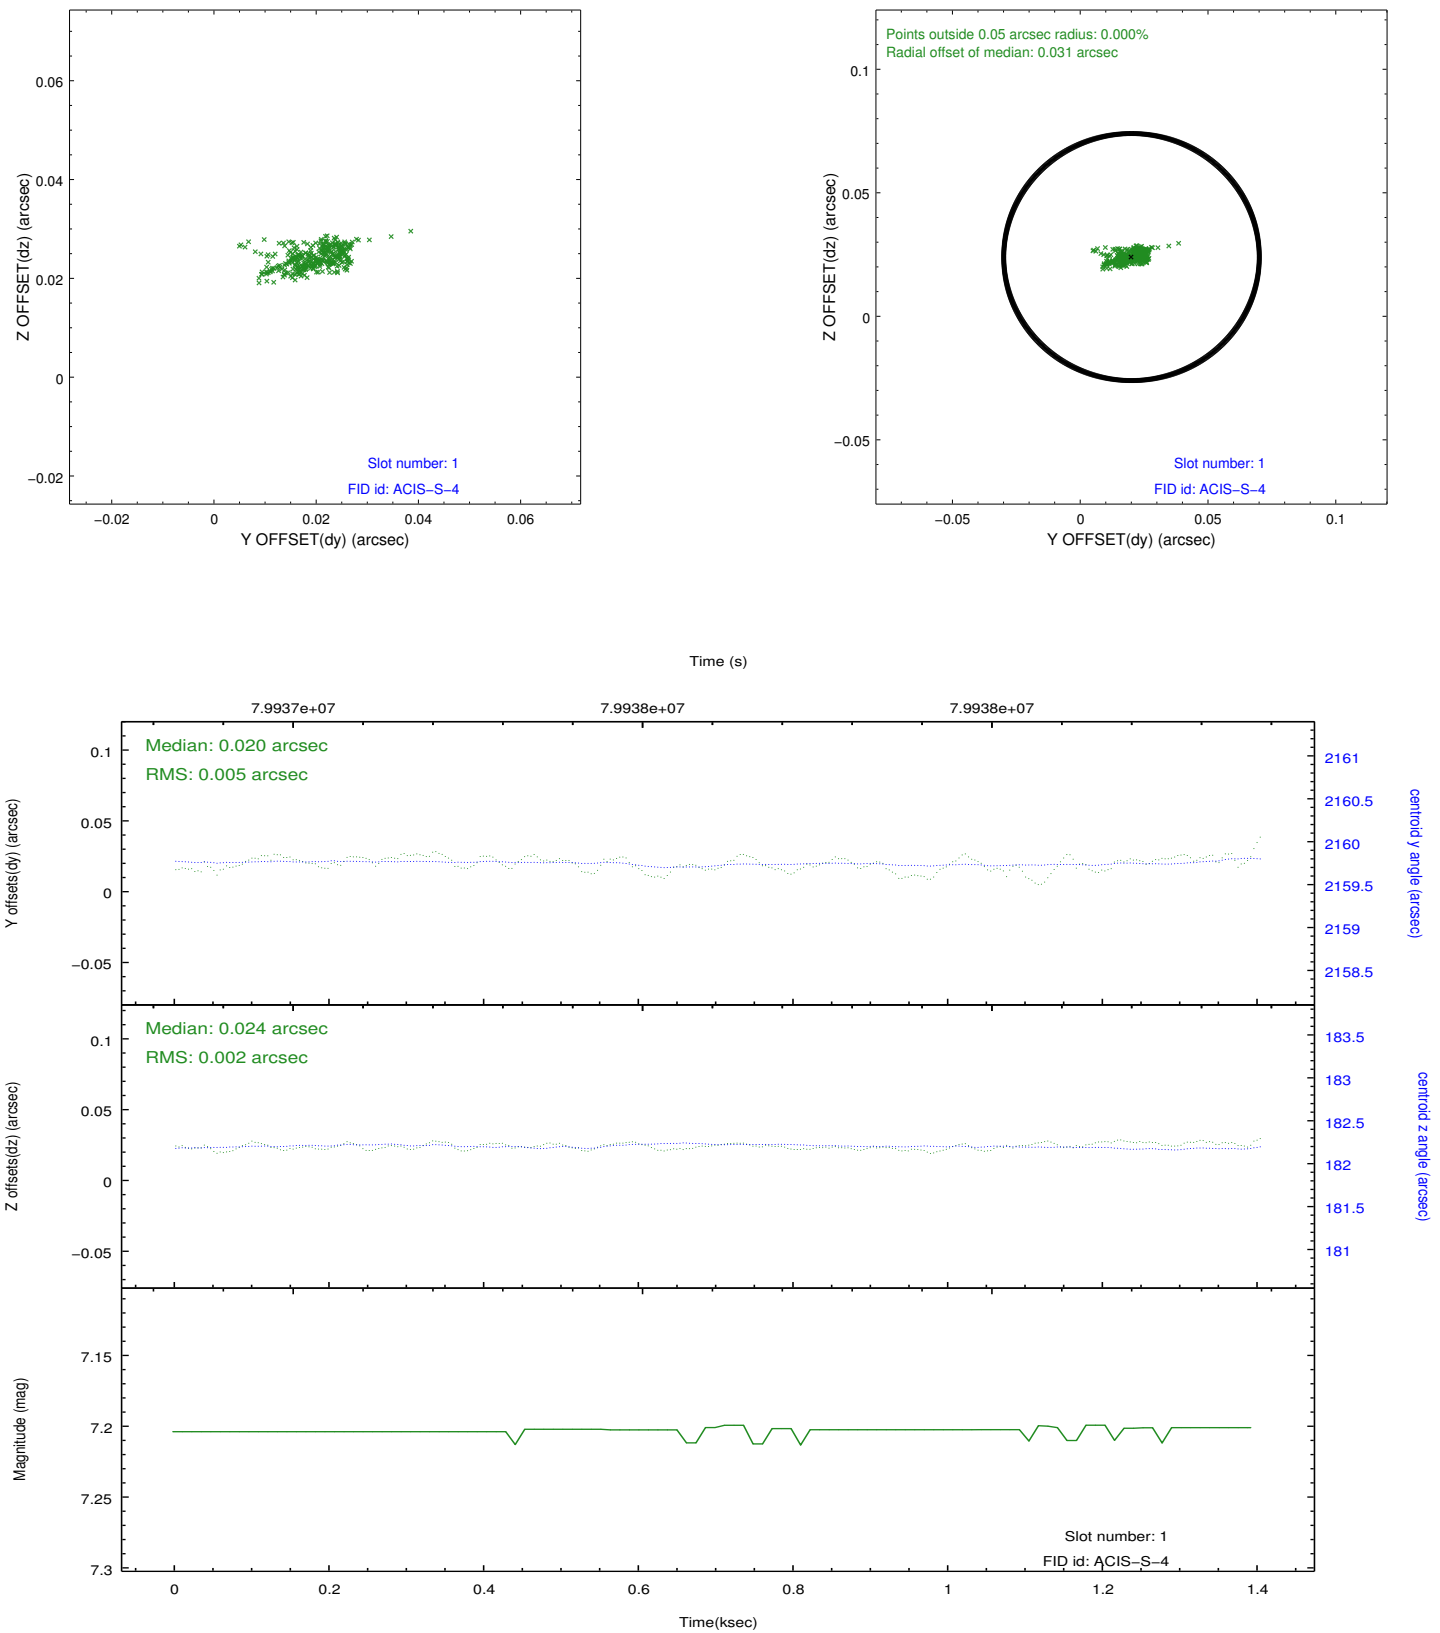 Points outside 0.05 arcsec radius: 0.000%
Radial offset of median: 0.031 arcsec
0.06
0.04
0.02
0
−0.02
Z OFFSET(dz) (arcsec)
Slot number: 1
FID id: ACIS−S−4
−0.02 0 0.02 0.04 0.06
Y OFFSET(dy) (arcsec)
0.1
0.05
0
−0.05
Z OFFSET(dz) (arcsec)
Slot number: 1
FID id: ACIS−S−4
−0.05 0 0.05 0.1
Y OFFSET(dy) (arcsec)
Time (s)
7.9937e+07 7.9938e+07 7.9938e+07
Median: 0.020 arcsec
RMS: 0.005 arcsec
0.1
0.05
0
−0.05
Y offsets(dy) (arcsec)
2161
2160.5
2160
2159.5
2159
2158.5
centroid y angle (arcsec)
Median: 0.024 arcsec
RMS: 0.002 arcsec
0.1
0.05
0
−0.05
Z offsets(dz) (arcsec)
183.5
183
182.5
182
181.5
181
centroid z angle (arcsec)
7.15
7.2
7.25
7.3
Magnitude (mag)
Slot number: 1
FID id: ACIS−S−4
0 0.2 0.4 0.6 0.8 1 1.2 1.4
Time(ksec)